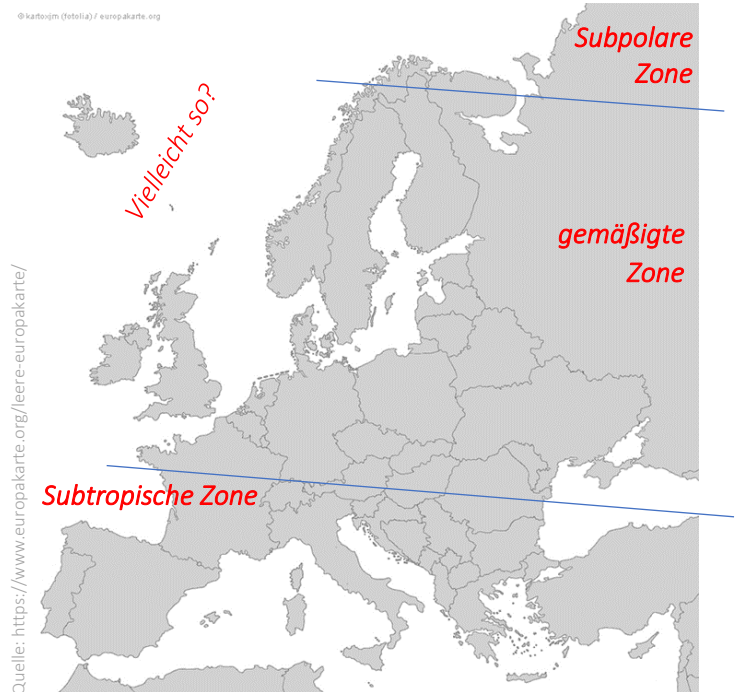 © kartoxjm (fotolia) / europakarte.org
Subpolare
Zone
Vielleicht so?
gemäßigte
Zone
Subtropische Zone
Quelle: https://www.europakarte.org/leere-europakarte/